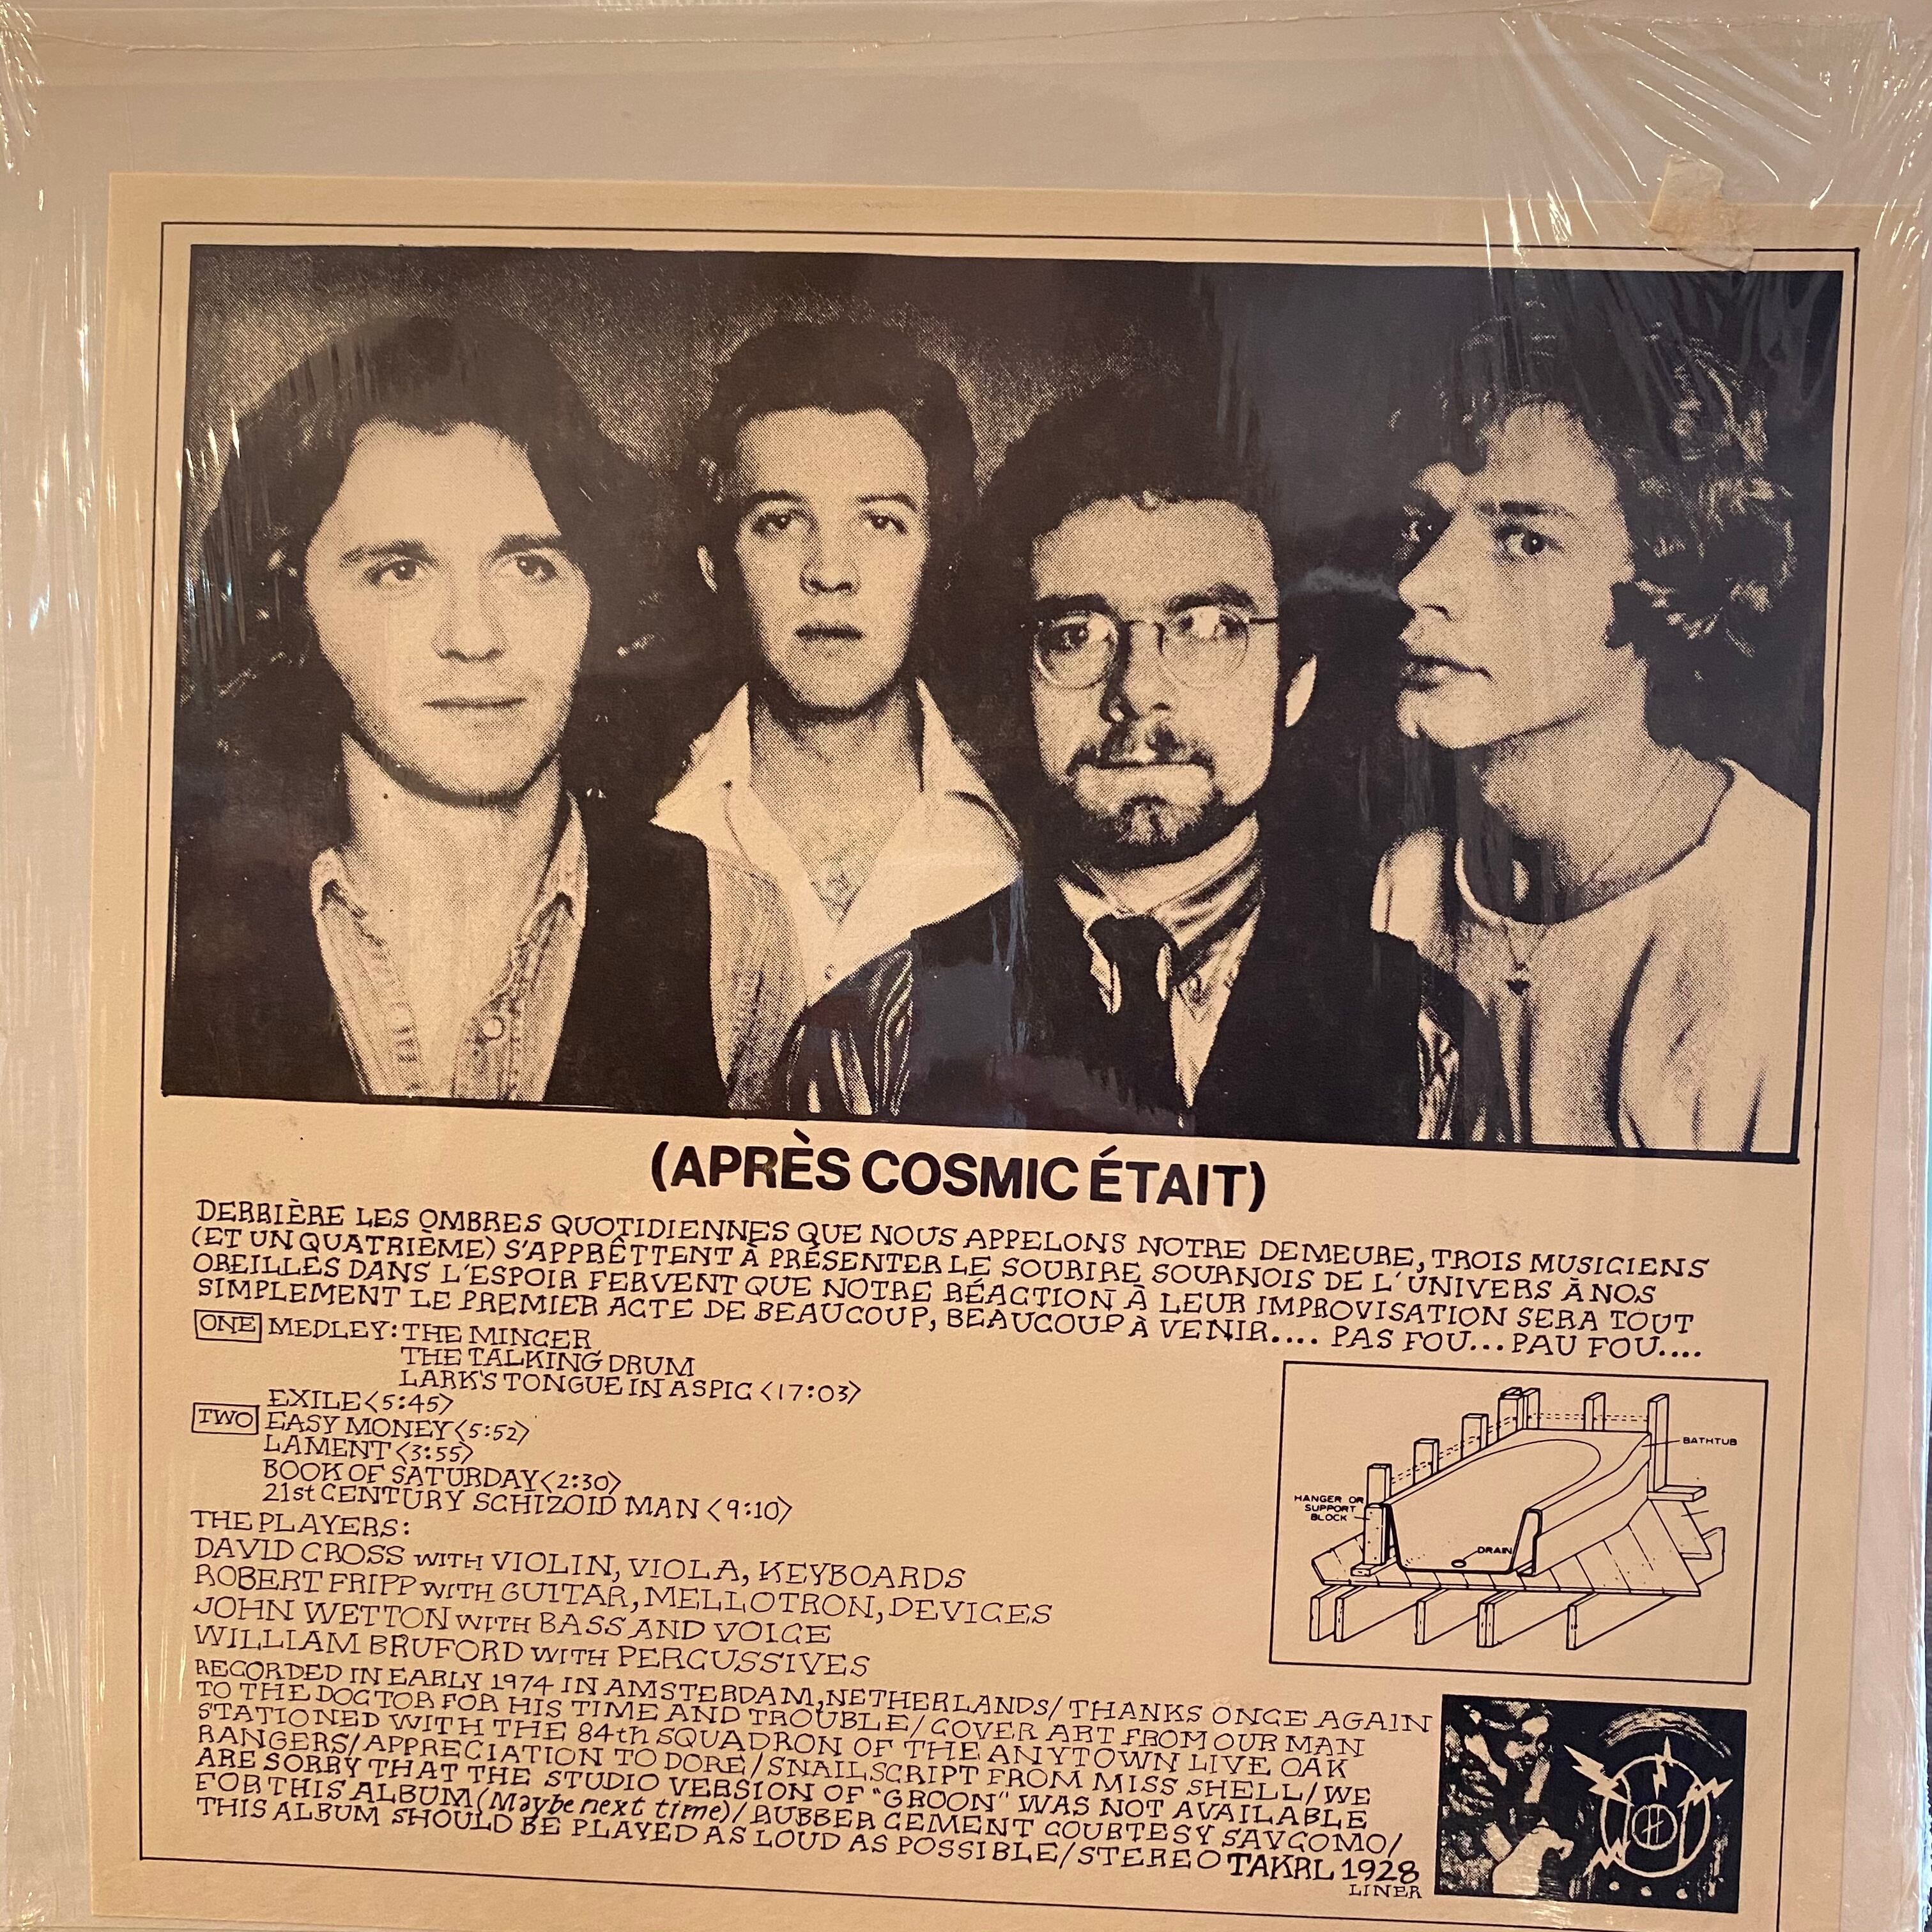 (APRÈS COSMIC ÉTAIT)
DERRIÈRE LES OMBRES QUOTIDIENNES QUE NOUS APPELONS NOTRE DEMEURE, TROIS MUSICIENS
(ET UN QUATRIÈME) S'APPRÊTTENT À PRÉSENTER LE SOURIRE SOURNOIS DE L'UNIVERS À NOS
OREILLES DANS L'ESPOIR FERVENT QUE NOTRE RÉACTION À LEUR IMPROVISATION SERA TOUT
SIMPLEMENT LE PREMIER ACTE DE BEAUCOUP, BEAUCOUP À VENIR.... PAS FOU... PAU FOU....
ONE MEDLEY: THE MINCER
THE TALKING DRUM
LARK'S TONGUE IN ASPIC <17:03>
EXILE <5:45>
TWO EASY MONEY <5:52>
LAMENT <3:55>
BOOK OF SATURDAY <2:30>
21st CENTURY SCHIZOID MAN <9:10>
THE PLAYERS:
DAVID CROSS WITH VIOLIN, VIOLA, KEYBOARDS
ROBERT FRIPP WITH GUITAR, MELLOTRON, DEVICES
JOHN WETTON WITH BASS AND VOICE
WILLIAM BRUFORD WITH PERCUSSIVES
RECORDED IN EARLY 1974 IN AMSTERDAM, NETHERLANDS/ THANKS ONCE AGAIN
TO THE DOCTOR FOR HIS TIME AND TROUBLE/ COVER ART FROM OUR MAN
STATIONED WITH THE 84th SQUADRON OF THE ANYTOWN LIVE OAK
RANGERS/ APPRECIATION TO DORE/ SNAILSCRIPT FROM MISS SHELL/ WE
ARE SORRY THAT THE STUDIO VERSION OF "GROON" WAS NOT AVAILABLE
FOR THIS ALBUM (Maybe next time)/ RUBBER CEMENT COURTESY SAVCOMO/
THIS ALBUM SHOULD BE PLAYED AS LOUD AS POSSIBLE/ STEREO TAKRL 1928
LINER
BATHTUB
HANGER OR
SUPPORT
BLOCK
DRAIN